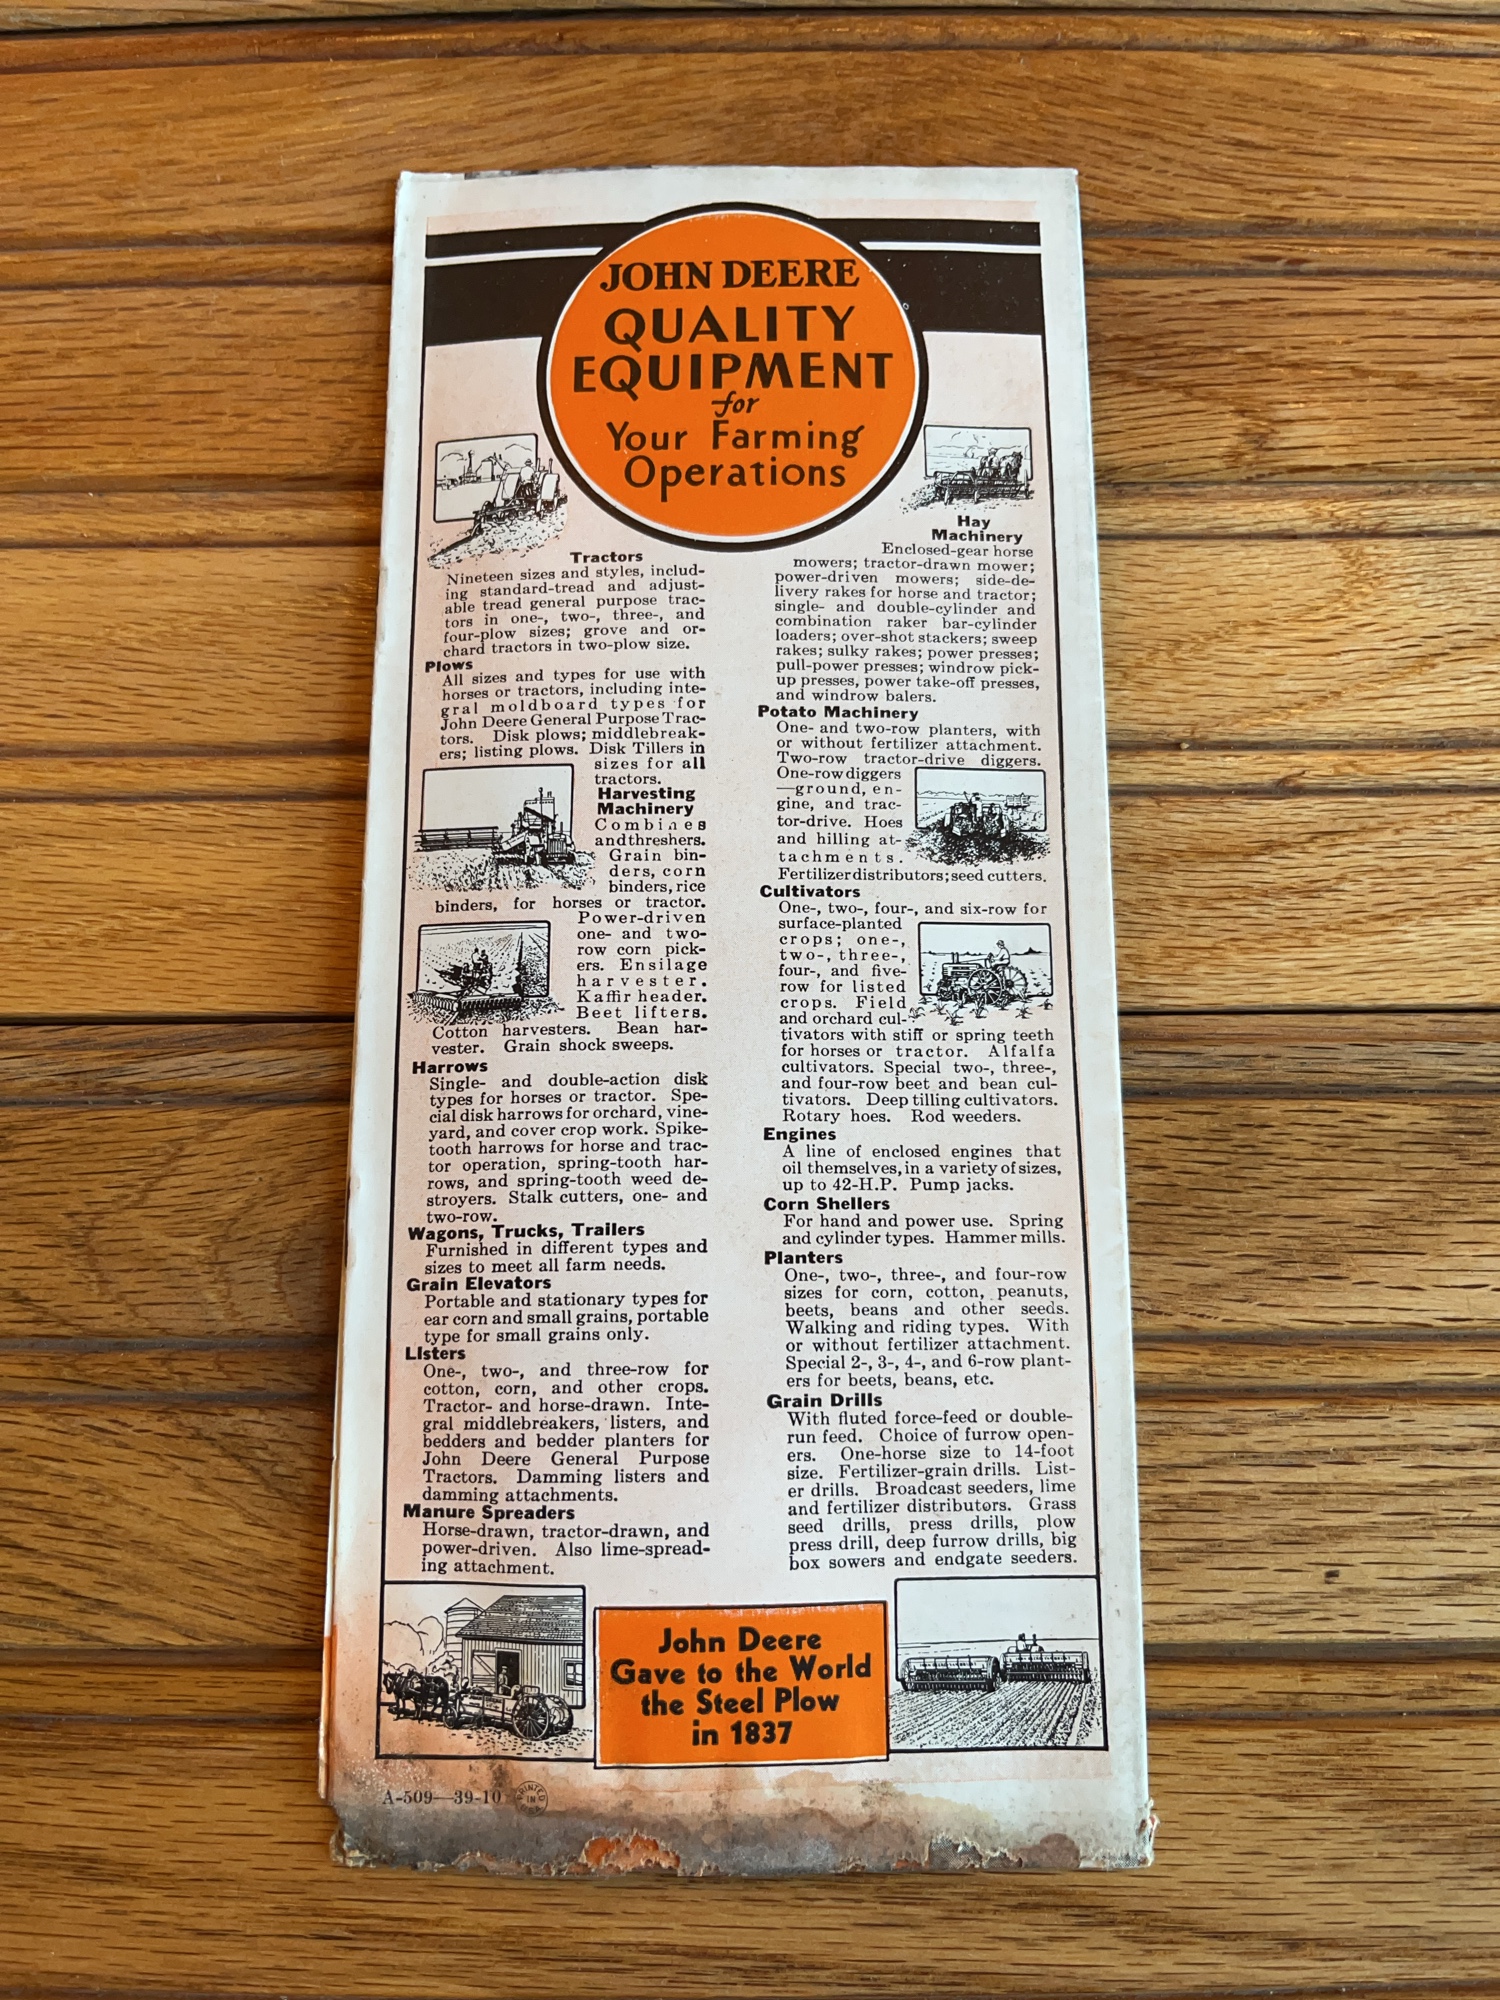 JOHN DEERE
QUALITY
EQUIPMENT
for
Your Farming
Operations
Tractors
Nineteen sizes and styles, includ-
ing standard-tread and adjust-
able tread general purpose trac-
tors in one-, two-, three-, and
four-plow sizes; grove and or-
chard tractors in two-plow size.
Plows
All sizes and types for use with
horses or tractors, including inte-
gral moldboard types for
John Deere General Purpose Trac-
tors. Disk plows; middlebreak-
ers; listing plows. Disk Tillers in
sizes for all
tractors.
Harvesting
Machinery
Combines
and threshers.
Grain bin-
ders, corn
binders, rice
binders, for horses or tractor.
Power-driven
one- and two-
row corn pick-
ers. Ensilage
harvester.
Kaffir header.
Beet lifters.
Cotton harvesters. Bean har-
vester. Grain shock sweeps.
Harrows
Single- and double-action disk
types for horses or tractor. Spe-
cial disk harrows for orchard, vine-
yard, and cover crop work. Spike-
tooth harrows for horse and trac-
tor operation, spring-tooth har-
rows, and spring-tooth weed de-
stroyers. Stalk cutters, one- and
two-row.
Wagons, Trucks, Trailers
Furnished in different types and
sizes to meet all farm needs.
Grain Elevators
Portable and stationary types for
ear corn and small grains, portable
type for small grains only.
Listers
One-, two-, and three-row for
cotton, corn, and other crops.
Tractor- and horse-drawn. Inte-
gral middlebreakers, listers, and
bedders and bedder planters for
John Deere General Purpose
Tractors. Damming listers and
damming attachments.
Manure Spreaders
Horse-drawn, tractor-drawn, and
power-driven. Also lime-spread-
ing attachment.
Hay
Machinery
Enclosed-gear horse
mowers; tractor-drawn mower;
power-driven mowers; side-de-
livery rakes for horse and tractor;
single- and double-cylinder and
combination raker bar-cylinder
loaders; over-shot stackers; sweep
rakes; sulky rakes; power presses;
pull-power presses; windrow pick-
up presses, power take-off presses,
and windrow balers.
Potato Machinery
One- and two-row planters, with
or without fertilizer attachment.
Two-row tractor-drive diggers.
One-row diggers
—ground, en-
gine, and trac-
tor-drive. Hoes
and hilling at-
tachments.
Fertilizer distributors; seed cutters.
Cultivators
One-, two-, four-, and six-row for
surface-planted
crops; one-,
two-, three-,
four-, and five-
row for listed
crops. Field
and orchard cul-
tivators with stiff or spring teeth
for horses or tractor. Alfalfa
cultivators. Special two-, three-,
and four-row beet and bean cul-
tivators. Deep tilling cultivators.
Rotary hoes. Rod weeders.
Engines
A line of enclosed engines that
oil themselves, in a variety of sizes,
up to 42-H.P. Pump jacks.
Corn Shellers
For hand and power use. Spring
and cylinder types. Hammer mills.
Planters
One-, two-, three-, and four-row
sizes for corn, cotton, peanuts,
beets, beans and other seeds.
Walking and riding types. With
or without fertilizer attachment.
Special 2-, 3-, 4-, and 6-row plant-
ers for beets, beans, etc.
Grain Drills
With fluted force-feed or double-
run feed. Choice of furrow open-
ers. One-horse size to 14-foot
size. Fertilizer-grain drills. List-
er drills. Broadcast seeders, lime
and fertilizer distributors. Grass
seed drills, press drills, plow
press drill, deep furrow drills, big
box sowers and endgate seeders.
John Deere
Gave to the World
the Steel Plow
in 1837
A-509—39-10
PRINTED
IN
U.S.A.